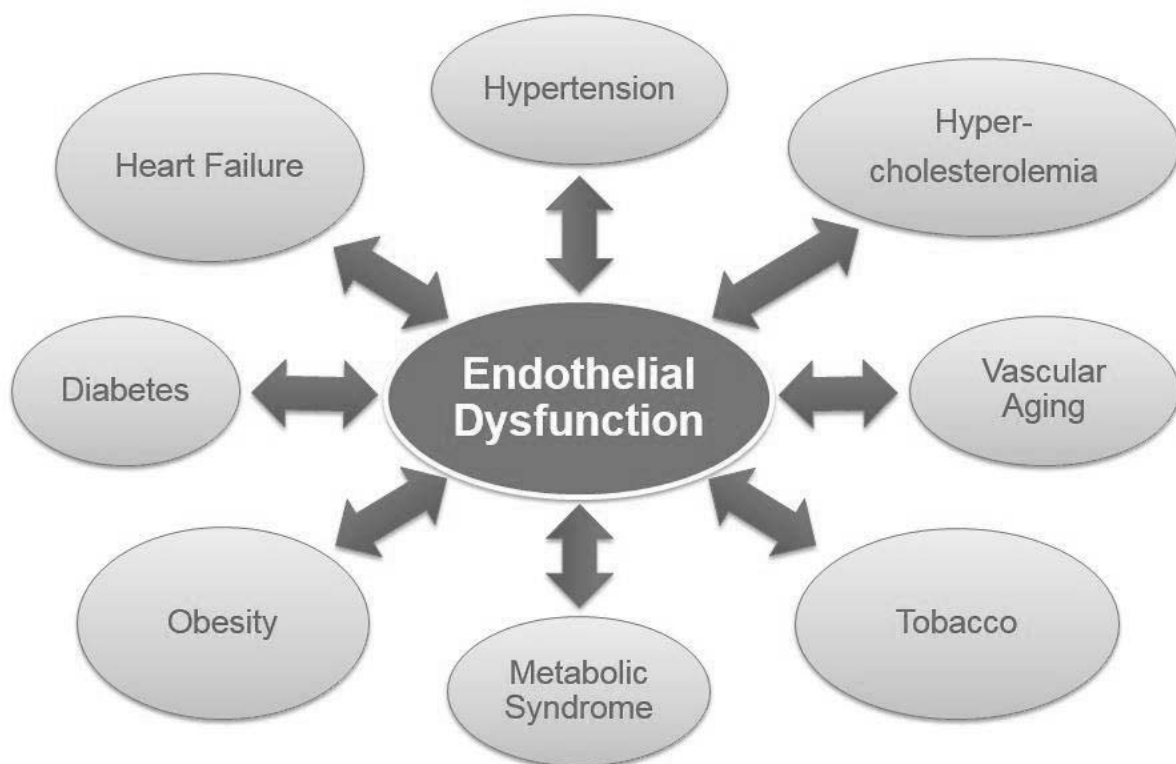 Hypertension
Hyper-
cholesterolemia
Heart Failure
Endothelial
Dysfunction
Diabetes
Vascular
Aging
Obesity
Tobacco
Metabolic
Syndrome